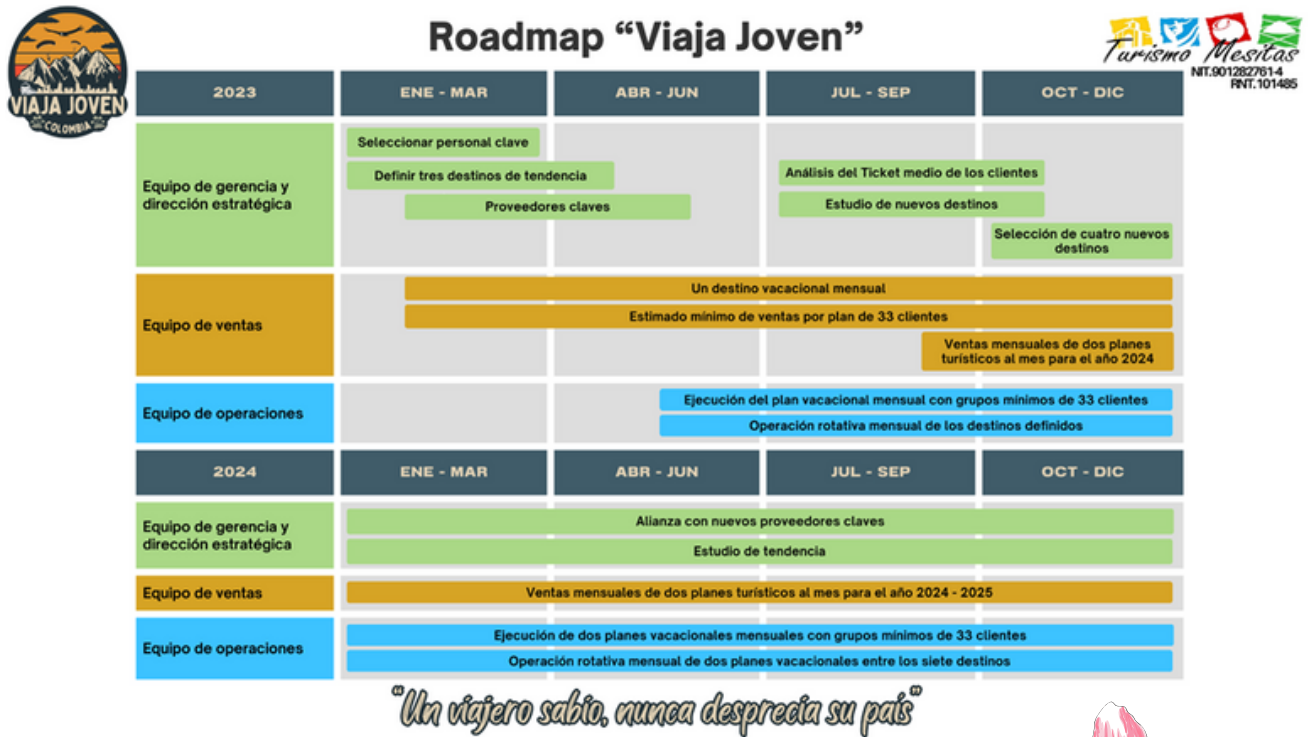 Roadmap “Viaja Joven”
VIAJA JOVEN
COLOMBIA
Turismo Mesitas
NIT.901282761-4
RNT.101485
2023 ENE - MAR ABR - JUN JUL - SEP OCT - DIC
Equipo de gerencia y
dirección estratégica
Seleccionar personal clave
Definir tres destinos de tendencia
Proveedores claves
Análisis del Ticket medio de los clientes
Estudio de nuevos destinos
Selección de cuatro nuevos
destinos
Equipo de ventas
Un destino vacacional mensual
Estimado mínimo de ventas por plan de 33 clientes
Ventas mensuales de dos planes
turísticos al mes para el año 2024
Equipo de operaciones
Ejecución del plan vacacional mensual con grupos mínimos de 33 clientes
Operación rotativa mensual de los destinos definidos
2024 ENE - MAR ABR - JUN JUL - SEP OCT - DIC
Equipo de gerencia y
dirección estratégica
Alianza con nuevos proveedores claves
Estudio de tendencia
Equipo de ventas
Ventas mensuales de dos planes turísticos al mes para el año 2024 - 2025
Equipo de operaciones
Ejecución de dos planes vacacionales mensuales con grupos mínimos de 33 clientes
Operación rotativa mensual de dos planes vacacionales entre los siete destinos
“Un viajero sabio, nunca desprecia su país”